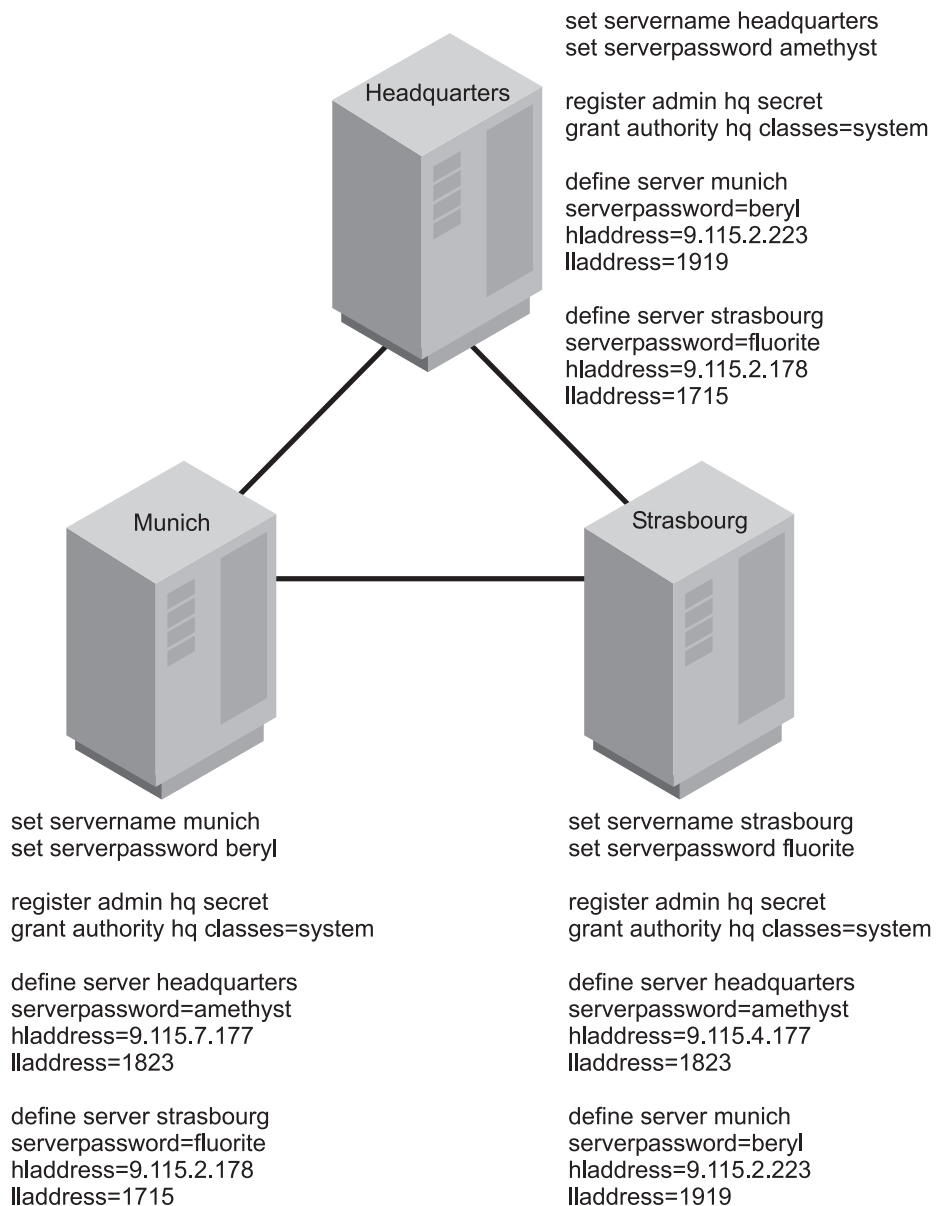 set servername headquarters
set serverpassword amethyst
register admin hq secret
grant authority hq classes=system
define server munich
serverpassword=beryl
hladdress=9.115.2.223
lladdress=1919
define server strasbourg
serverpassword=fluorite
hladdress=9.115.2.178
lladdress=1715
Headquarters
Munich
Strasbourg
set servername munich
set serverpassword beryl
register admin hq secret
grant authority hq classes=system
define server headquarters
serverpassword=amethyst
hladdress=9.115.7.177
lladdress=1823
define server strasbourg
serverpassword=fluorite
hladdress=9.115.2.178
lladdress=1715
set servername strasbourg
set serverpassword fluorite
register admin hq secret
grant authority hq classes=system
define server headquarters
serverpassword=amethyst
hladdress=9.115.4.177
lladdress=1823
define server munich
serverpassword=beryl
hladdress=9.115.2.223
lladdress=1919